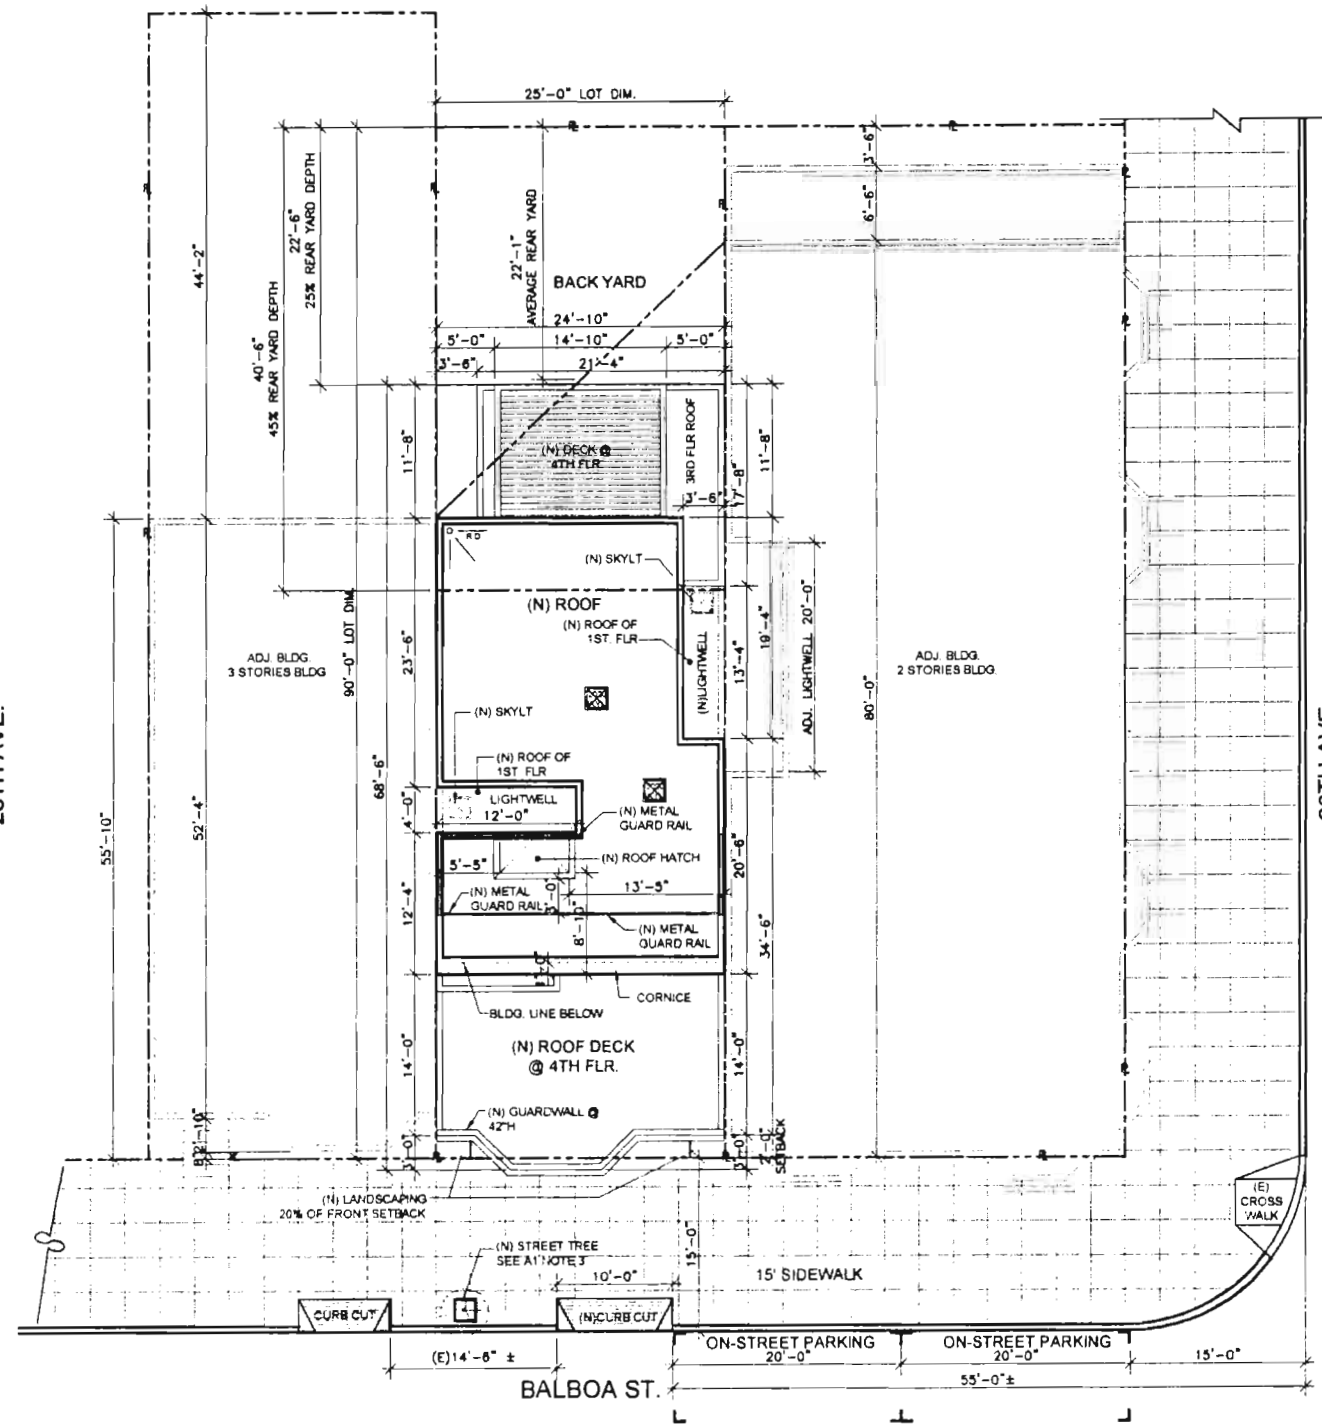 25'-0" LOT DIM.
44'-2"
22'-6"
25% REAR YARD DEPTH
40'-6"
45% REAR YARD DEPTH
22'-1"
AVERAGE REAR YARD
3'-6"
6'-6"
BACK YARD
24'-10"
5'-0"
14'-10"
5'-0"
3'-6"
21'-4"
11'-8"
(N) DECK @
4TH FLR.
3RD FLR ROOF
3'-6"
17'-8"
11'-8"
RD
(N) SKYLT
(N) ROOF
(N) ROOF OF
1ST. FLR
(N)LIGHTWELL
13'-4"
19'-4"
ADJ. LIGHTWELL 20'-0"
ADJ. BLDG.
3 STORIES BLDG
90'-0" LOT DIM.
23'-6"
ADJ. BLDG.
2 STORIES BLDG.
80'-0"
(N) SKYLT
(N) ROOF OF
1ST. FLR
LIGHTWELL
12'-0"
4'-0"
68'-6"
52'-4"
55'-10"
(N) METAL
GUARD RAIL
(N) ROOF HATCH
5'-5"
13'-5"
20'-6"
12'-4"
(N) METAL
GUARD RAIL
3'-0"
8'-10"
(N) METAL
GUARD RAIL
34'-6"
CORNICE
BLDG. LINE BELOW
(N) ROOF DECK
@ 4TH FLR.
14'-0"
14'-0"
(N) GUARDWALL @
42"H
2'-10"
3'-0"
3'-0"
2'-0"
SETBACK
(N) LANDSCAPING
20% OF FRONT SETBACK
(E)
CROSS
WALK
(N) STREET TREE
SEE A1 NOTE 3
15'-0"
10'-0"
15' SIDEWALK
CURB CUT
(N)CURB CUT
ON-STREET PARKING
20'-0"
ON-STREET PARKING
20'-0"
15'-0"
(E)14'-6" ±
55'-0"±
BALBOA ST.